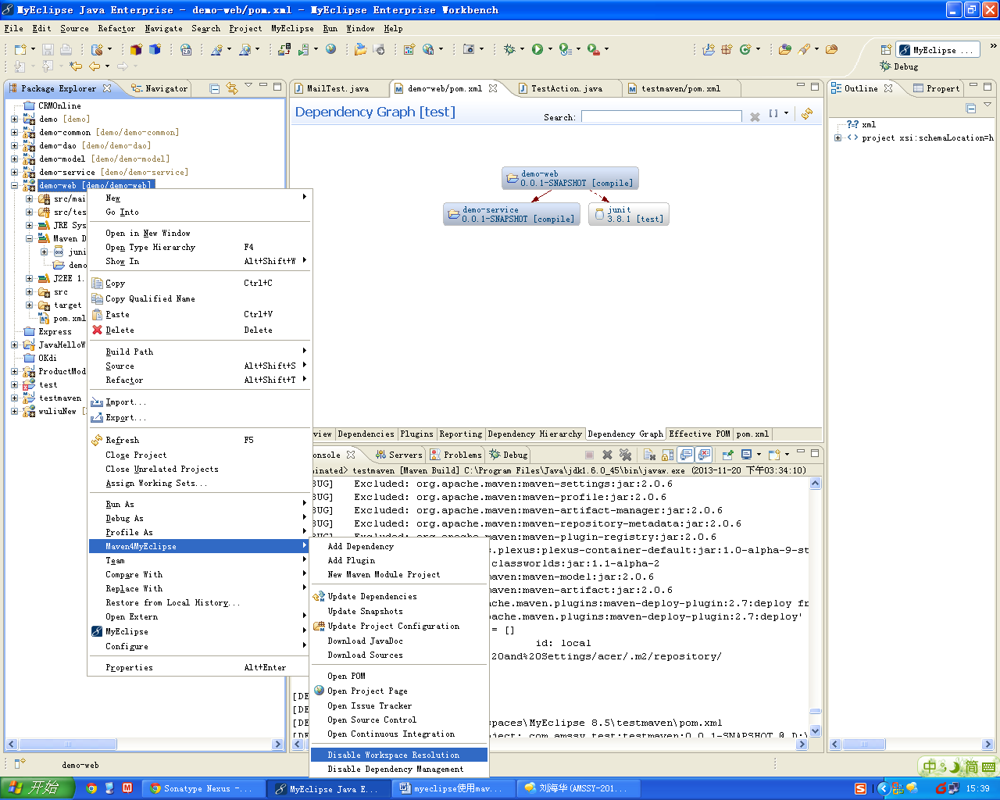 MyEclipse Java Enterprise - demo-web/pom.xml - MyEclipse Enterprise Workbench
File Edit Source Refactor Navigate Search Project MyEclipse Run Window Help
MyEclipse ...
Debug
Package Explorer Navigator
CRMOnline
demo [demo]
demo-common [demo/demo-common]
demo-dao [demo/demo-dao]
demo-model [demo/demo-model]
demo-service [demo/demo-service]
demo-web [demo/demo-web]
src/mai
src/tes
JRE Sys
Maven D
juni
demo
J2EE 1.
src
target
pom.xml
Express
JavaHelloW
OKdi
ProductMod
test
testmaven
wuliuNew [
New
Go Into
Open in New Window
Open Type Hierarchy F4
Show In Alt+Shift+W
Copy Ctrl+C
Copy Qualified Name
Paste Ctrl+V
Delete Delete
Build Path
Source Alt+Shift+S
Refactor Alt+Shift+T
Import...
Export...
Refresh F5
Close Project
Close Unrelated Projects
Assign Working Sets...
Run As
Debug As
Profile As
Maven4MyEclipse
Team
Compare With
Replace With
Restore from Local History...
Open Extern
MyEclipse
Configure
Properties Alt+Enter
Add Dependency
Add Plugin
New Maven Module Project
Update Dependencies
Update Snapshots
Update Project Configuration
Download JavaDoc
Download Sources
Open POM
Open Project Page
Open Issue Tracker
Open Source Control
Open Continuous Integration
Disable Workspace Resolution
Disable Dependency Management
MailTest.java demo-web/pom.xml TestAction.java testmaven/pom.xml
Dependency Graph [test]
Search:
demo-web
0.0.1-SNAPSHOT [compile]
demo-service
0.0.1-SNAPSHOT [compile]
junit
3.8.1 [test]
view Dependencies Plugins Reporting Dependency Hierarchy Dependency Graph Effective POM pom.xml
onsole Servers Problems Debug
minated> testmaven [Maven Build] C:\Program Files\Java\jdk1.6.0_45\bin\javaw.exe (2013-11-20 下午03:34:10)
BUG] Excluded: org.apache.maven:maven-settings:jar:2.0.6
BUG] Excluded: org.apache.maven:maven-profile:jar:2.0.6
BUG] Excluded: org.apache.maven:maven-artifact-manager:jar:2.0.6
BUG] Excluded: org.apache.maven:maven-repository-metadata:jar:2.0.6
BUG] Excluded: org.apache.maven:maven-plugin-registry:jar:2.0.6
s.plexus:plexus-container-default:jar:1.0-alpha-9-st
classworlds:jar:1.1-alpha-2
maven:maven-model:jar:2.0.6
maven:maven-artifact:jar:2.0.6
ache.maven.plugins:maven-deploy-plugin:2.7:deploy fr
ache.maven.plugins:maven-deploy-plugin:2.7:deploy'
= []
id: local
20and%20Settings/acer/.m2/repository/
[DE
[DE
[DE spaces\MyEclipse 8.5\testmaven\pom.xml
oject: com.amssy.test:testmaven:0.0.1-SNAPSHOT @ D:\
Outline Propert
xml
project xsi:schemaLocation=h
demo-web
中 简
开始 Sonatype Nexus -... MyEclipse Java E... myeclipse使用mav... 刘海华(AMSSY-201... 15:39